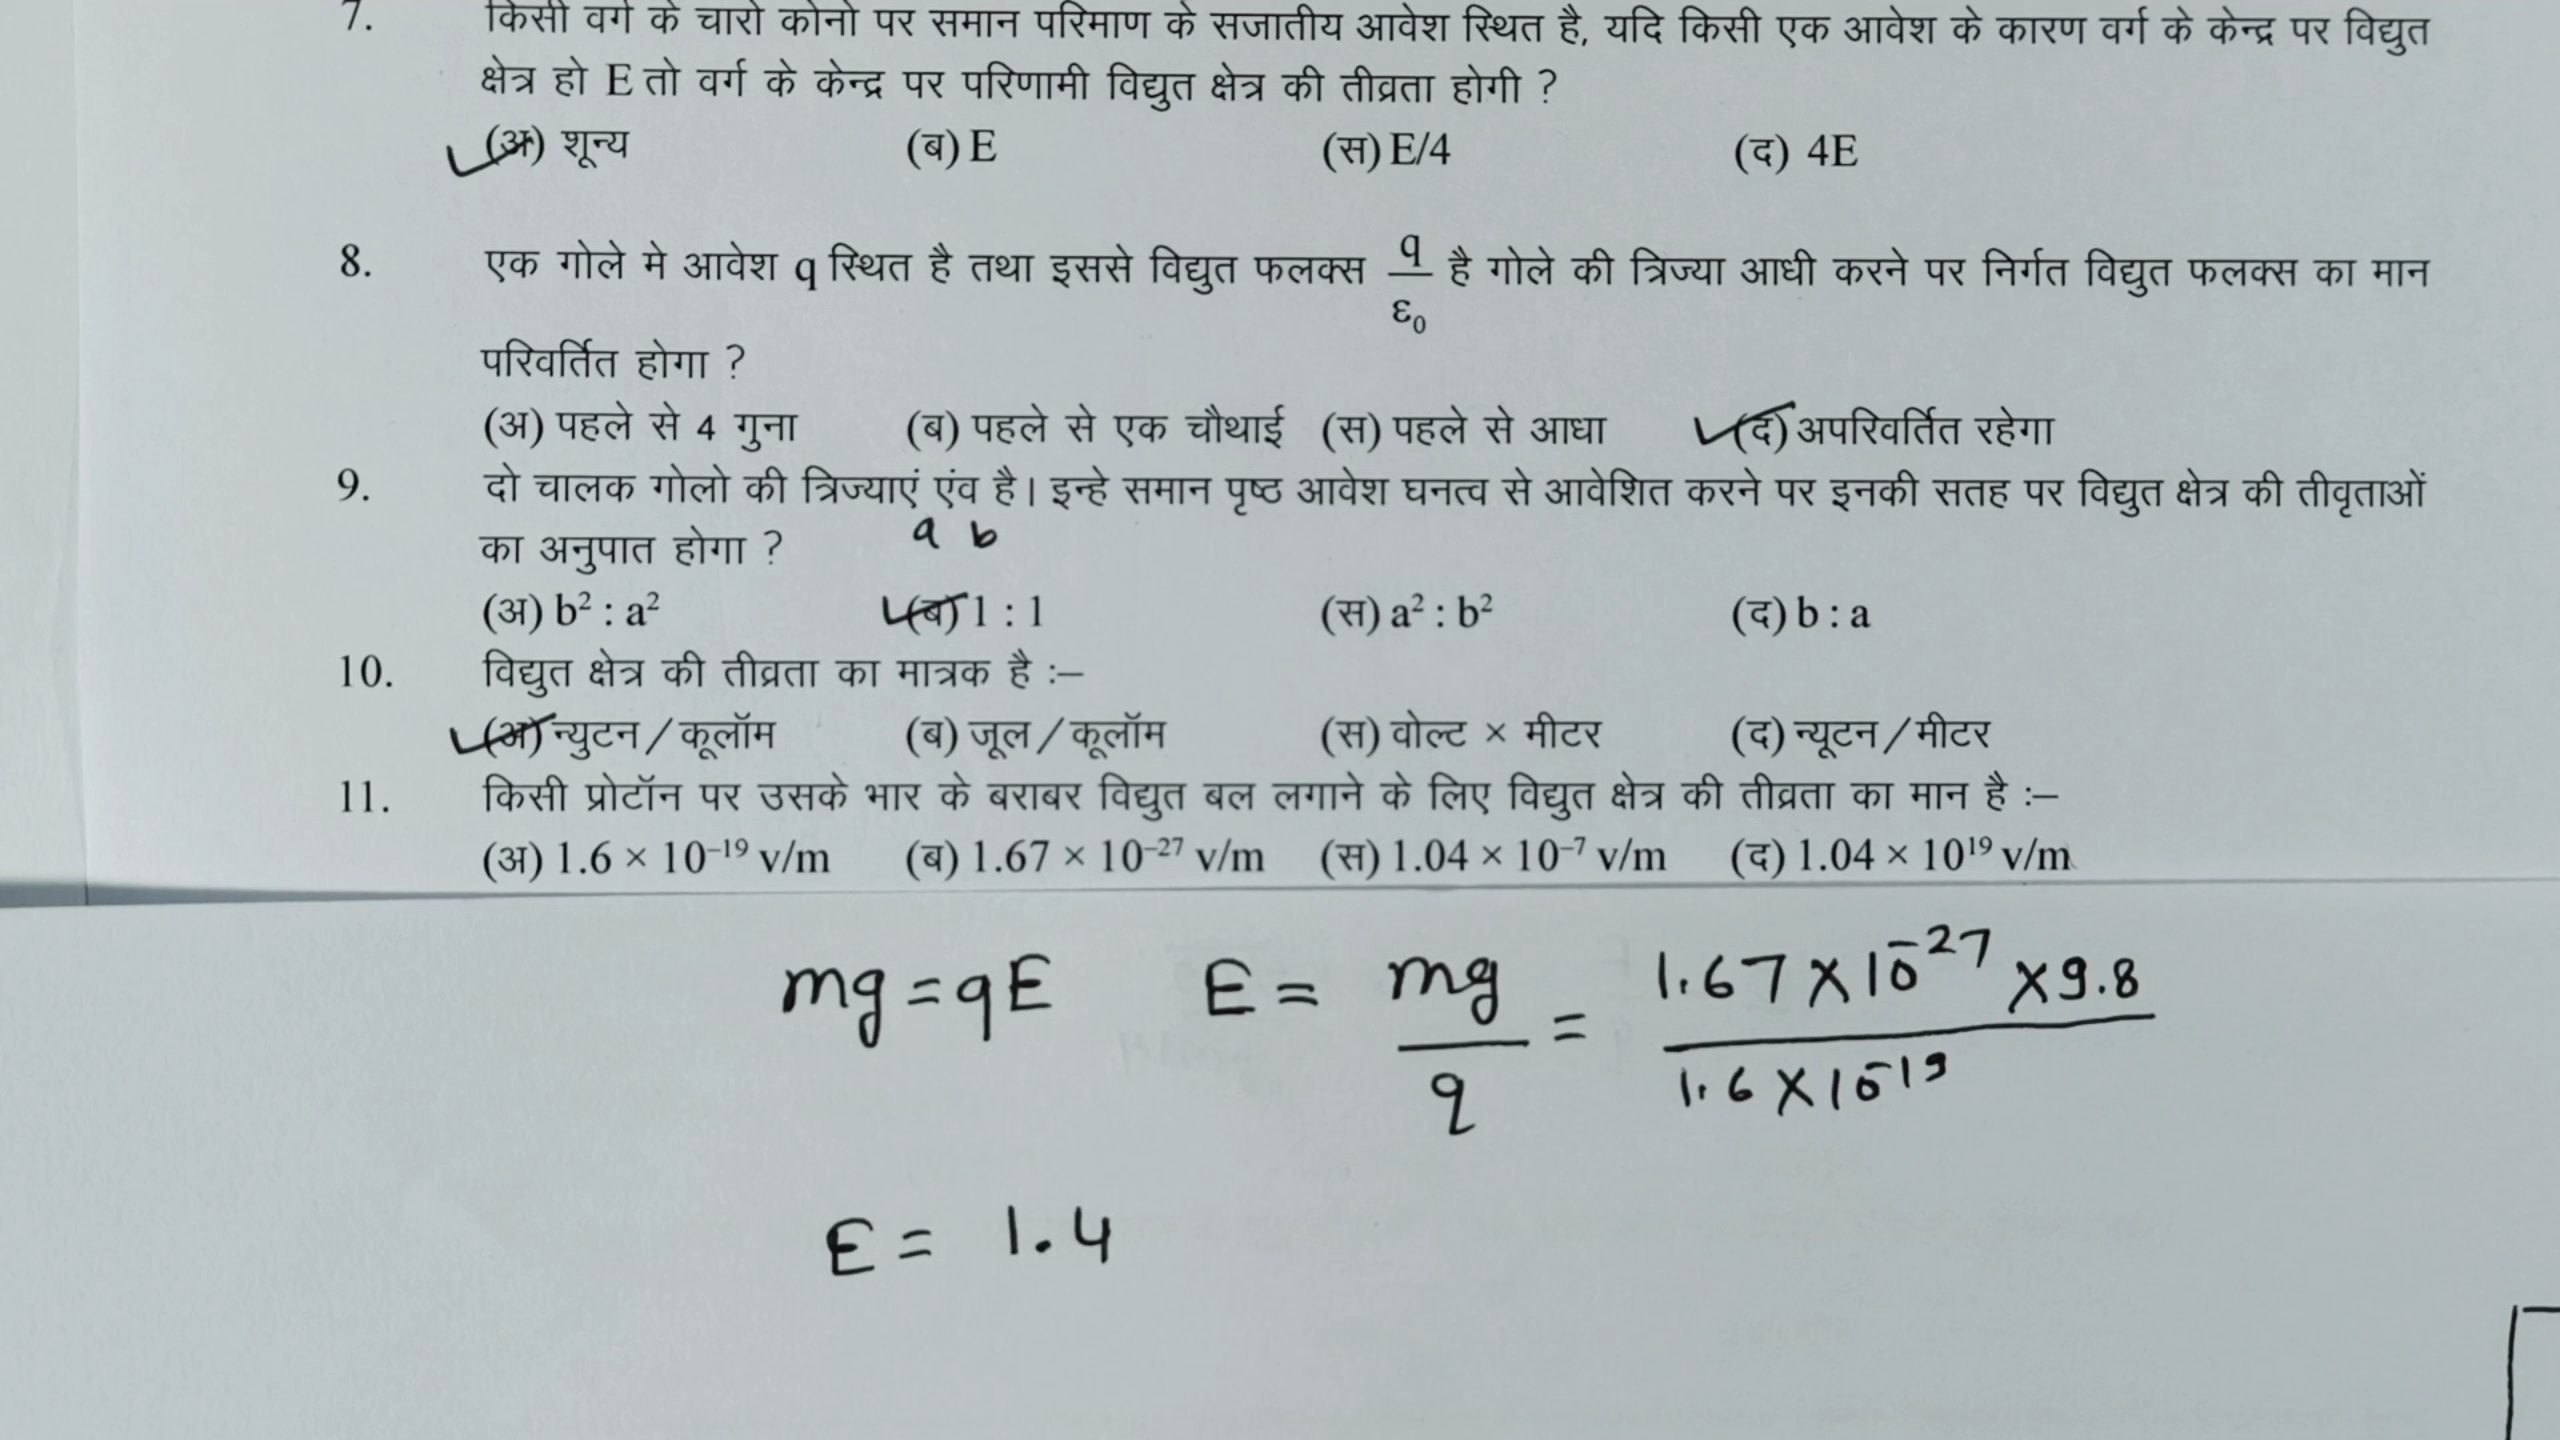 7. किसी वर्ग के चारो कोनो पर समान परिमाण के सजातीय आवेश स्थित है, यदि किसी एक आवेश के कारण वर्ग के केन्द्र पर विद्युत
क्षेत्र हो E तो वर्ग के केन्द्र पर परिणामी विद्युत क्षेत्र की तीव्रता होगी ?
(अ) शून्य (ब) E (स) E/4 (द) 4E
8. एक गोले मे आवेश q स्थित है तथा इससे विद्युत फलक्स q/ε₀ है गोले की त्रिज्या आधी करने पर निर्गत विद्युत फलक्स का मान
परिवर्तित होगा ?
(अ) पहले से 4 गुना (ब) पहले से एक चौथाई (स) पहले से आधा (द) अपरिवर्तित रहेगा
9. दो चालक गोलो की त्रिज्याएं एंव है। इन्हे समान पृष्ठ आवेश घनत्व से आवेशित करने पर इनकी सतह पर विद्युत क्षेत्र की तीवृताओं
का अनुपात होगा ? a b
(अ) b² : a² (ब) 1 : 1 (स) a² : b² (द) b : a
10. विद्युत क्षेत्र की तीव्रता का मात्रक है :–
(अ) न्युटन/कूलॉम (ब) जूल/कूलॉम (स) वोल्ट × मीटर (द) न्यूटन/मीटर
11. किसी प्रोटॉन पर उसके भार के बराबर विद्युत बल लगाने के लिए विद्युत क्षेत्र की तीव्रता का मान है :–
(अ) 1.6 × 10⁻¹⁹ v/m (ब) 1.67 × 10⁻²⁷ v/m (स) 1.04 × 10⁻⁷ v/m (द) 1.04 × 10¹⁹ v/m
mg = qE E = mg/q = 1.67 × 10⁻²⁷ × 9.8 / 1.6 × 10⁻¹⁹
E = 1.4